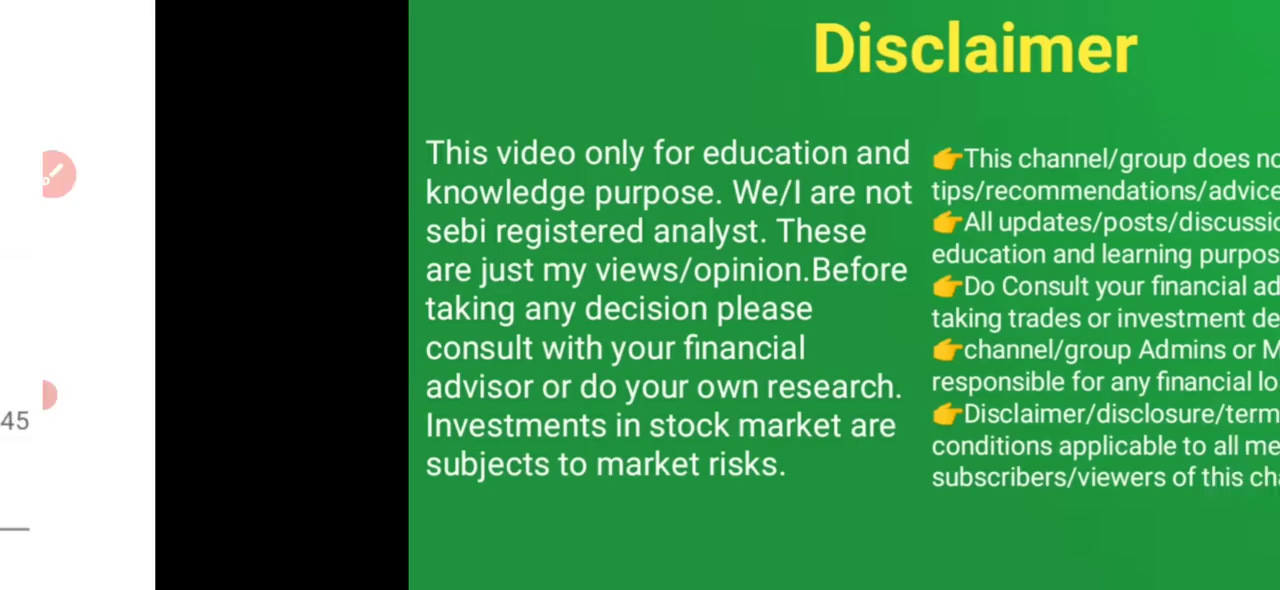 Disclaimer
This video only for education and
knowledge purpose. We/I are not
sebi registered analyst. These
are just my views/opinion.Before
taking any decision please
consult with your financial
advisor or do your own research.
Investments in stock market are
subjects to market risks.
👉This channel/group does
tips/recommendations/advice
👉All updates/posts/
education and learning
👉Do Consult your financial
taking trades or investment
👉channel/group Admins or
responsible for any financial
👉Disclaimer/disclosure/
conditions applicable to all
subscribers/viewers of this
45